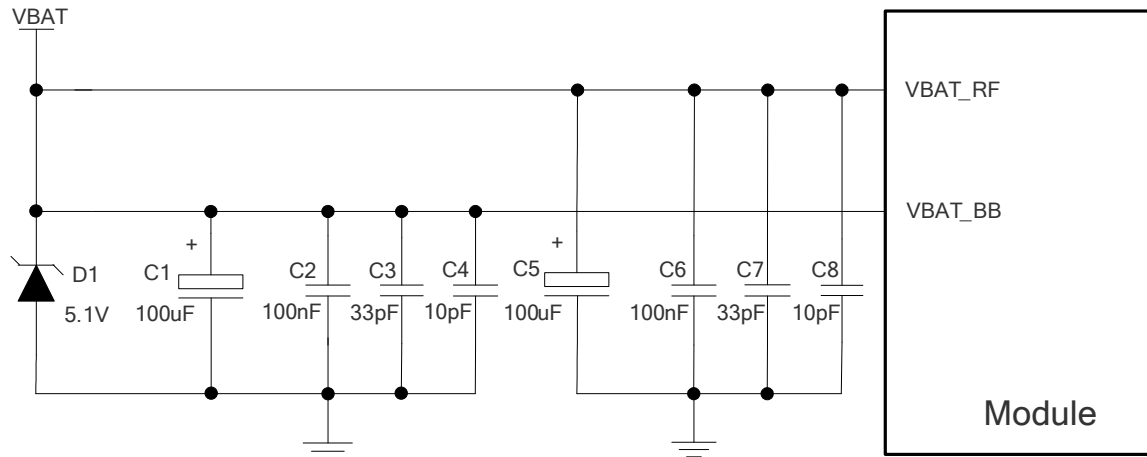 VBAT
VBAT_RF
VBAT_BB
+
+
D1
C1
C2
C3
C4
C5
C6
C7
C8
5.1V
100uF
100nF
33pF
10pF
100uF
100nF
33pF
10pF
Module